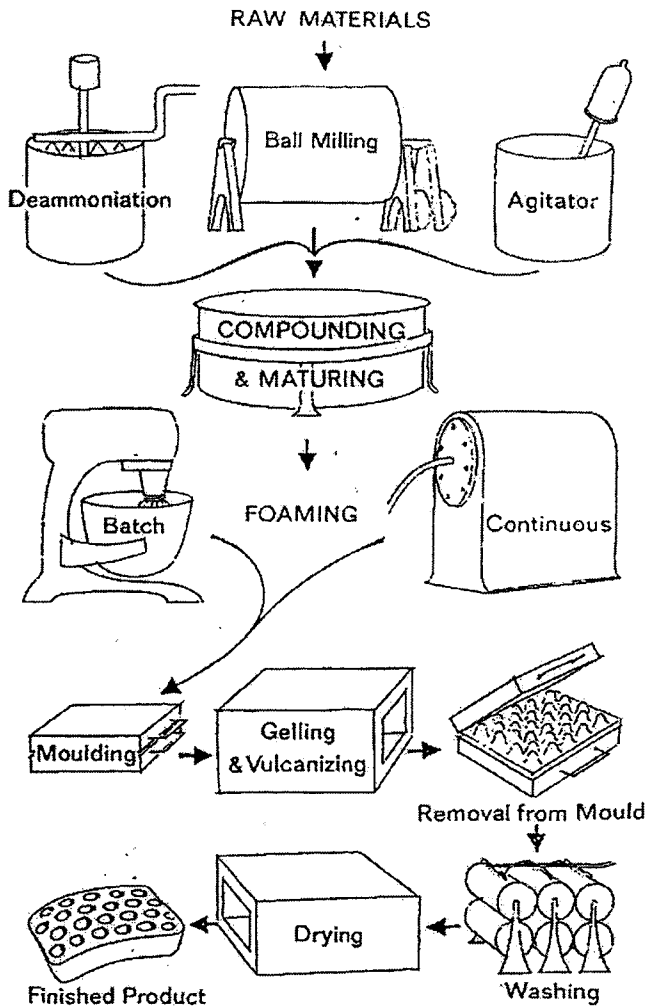 RAW MATERIALS
Deammoniation
Ball Milling
Agitator
COMPOUNDING
& MATURING
Batch
FOAMING
Continuous
Moulding
Gelling
& Vulcanizing
Removal from Mould
Finished Product
Drying
Washing